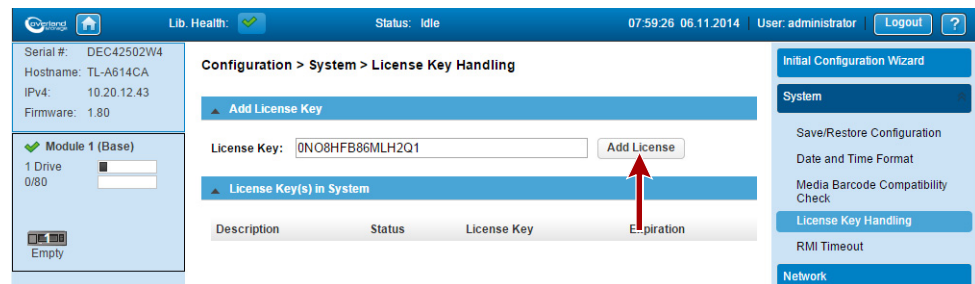 overland storage
Lib. Health:
Status: Idle
07:59:26 06.11.2014
User: administrator
Logout
?
Serial #: DEC42502W4
Hostname: TL-A614CA
IPv4: 10.20.12.43
Firmware: 1.80
Module 1 (Base)
1 Drive
0/80
Empty
Configuration > System > License Key Handling
Add License Key
License Key: 0NO8HFB86MLH2Q1 Add License
License Key(s) in System
Description Status License Key Expiration
Initial Configuration Wizard
System
Save/Restore Configuration
Date and Time Format
Media Barcode Compatibility
Check
License Key Handling
RMI Timeout
Network